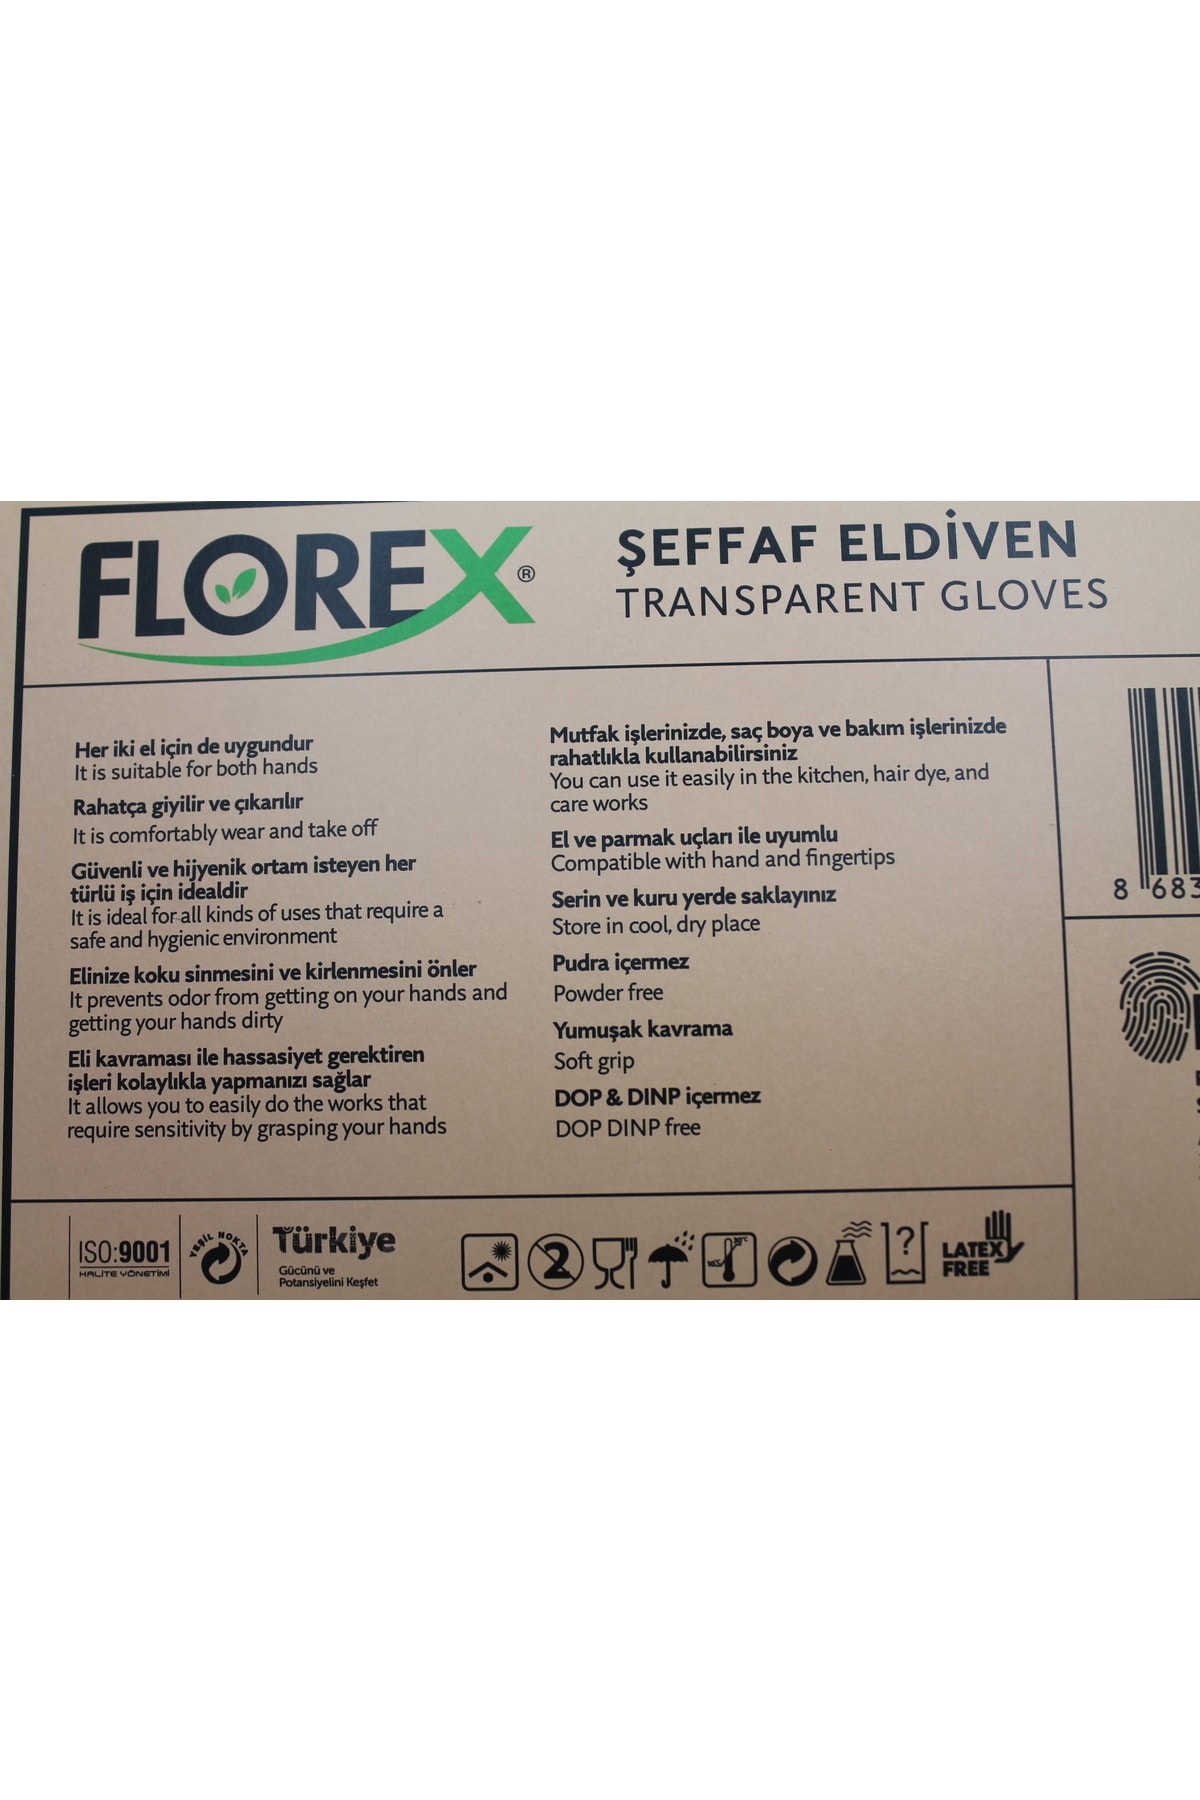 FLOREX®
ŞEFFAF ELDİVEN
TRANSPARENT GLOVES
Her iki el için de uygundur
It is suitable for both hands
Rahatça giyilir ve çıkarılır
It is comfortably wear and take off
Güvenli ve hijyenik ortam isteyen her
türlü iş için idealdir
It is ideal for all kinds of uses that require a
safe and hygienic environment
Elinize koku sinmesini ve kirlenmesini önler
It prevents odor from getting on your hands and
getting your hands dirty
Eli kavraması ile hassasiyet gerektiren
işleri kolaylıkla yapmanızı sağlar
It allows you to easily do the works that
require sensitivity by grasping your hands
Mutfak işlerinizde, saç boya ve bakım işlerinizde
rahatlıkla kullanabilirsiniz
You can use it easily in the kitchen, hair dye, and
care works
El ve parmak uçları ile uyumlu
Compatible with hand and fingertips
Serin ve kuru yerde saklayınız
Store in cool, dry place
Pudra içermez
Powder free
Yumuşak kavrama
Soft grip
DOP & DINP içermez
DOP DINP free
8 683
ISO:9001
KALİTE YÖNETİMİ
YEŞİL NOKTA
Türkiye
Gücünü ve
Potansiyelini Keşfet
2
?
LATEX
FREE